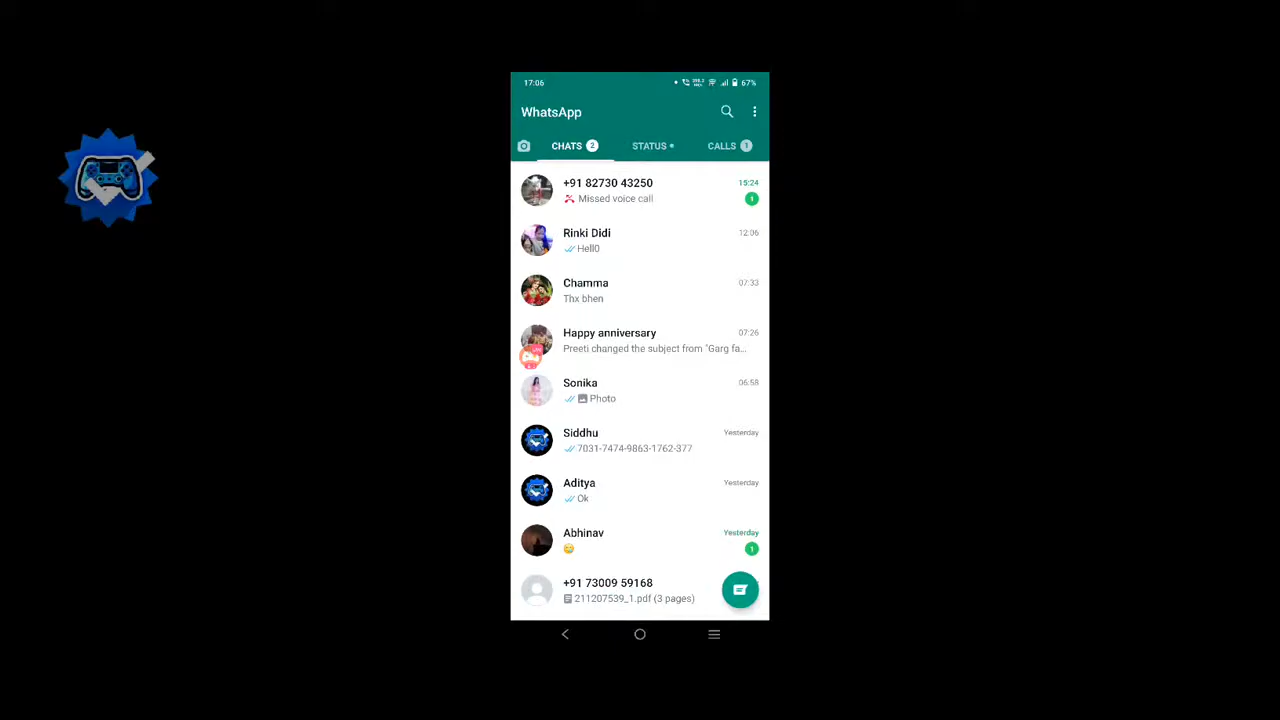 17:06 67%
WhatsApp
CHATS 2 STATUS CALLS 1
+91 82730 43250 15:24
Missed voice call 1
Rinki Didi 12:06
Hell0
Chamma 07:33
Thx bhen
Happy anniversary 07:26
Preeti changed the subject from "Garg fa...
Sonika 06:58
Photo
Siddhu Yesterday
7031-7474-9863-1762-377
Aditya Yesterday
Ok
Abhinav Yesterday
1
+91 73009 59168
211207539_1.pdf (3 pages)